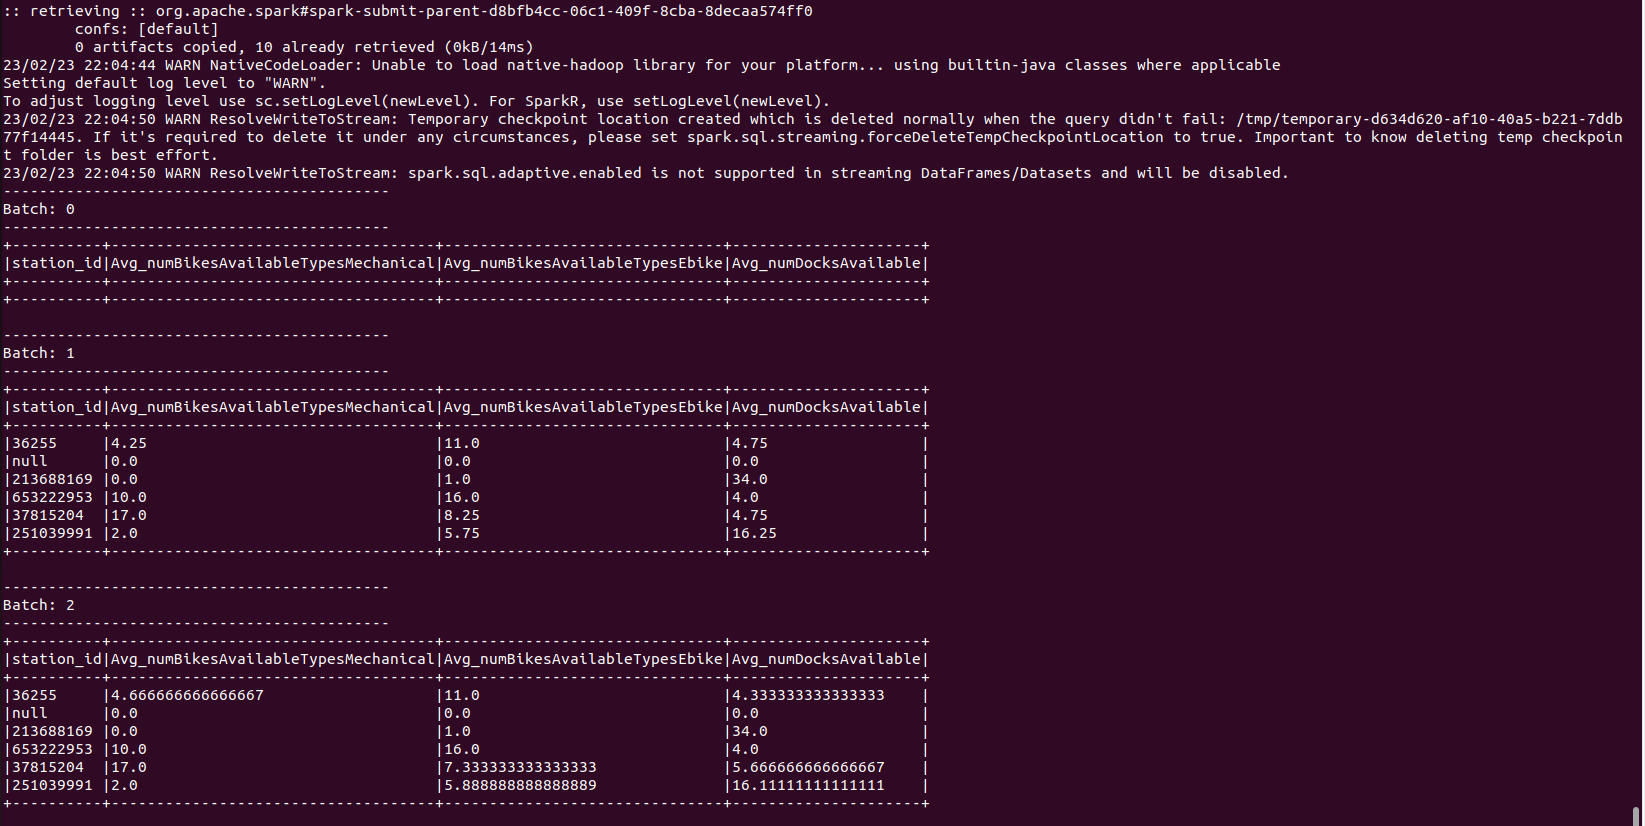 :: retrieving :: org.apache.spark#spark-submit-parent-d8bfb4cc-06c1-409f-8cba-8decaa574ff0
        confs: [default]
        0 artifacts copied, 10 already retrieved (0kB/14ms)
23/02/23 22:04:44 WARN NativeCodeLoader: Unable to load native-hadoop library for your platform... using builtin-java classes where applicable
Setting default log level to "WARN".
To adjust logging level use sc.setLogLevel(newLevel). For SparkR, use setLogLevel(newLevel).
23/02/23 22:04:50 WARN ResolveWriteToStream: Temporary checkpoint location created which is deleted normally when the query didn't fail: /tmp/temporary-d634d620-af10-40a5-b221-7ddb
77f14445. If it's required to delete it under any circumstances, please set spark.sql.streaming.forceDeleteTempCheckpointLocation to true. Important to know deleting temp checkpoin
t folder is best effort.
23/02/23 22:04:50 WARN ResolveWriteToStream: spark.sql.adaptive.enabled is not supported in streaming DataFrames/Datasets and will be disabled.
-------------------------------------------
Batch: 0
-------------------------------------------
+----------+------------------------------------+-------------------------------+---------------------+
|station_id|Avg_numBikesAvailableTypesMechanical|Avg_numBikesAvailableTypesEbike|Avg_numDocksAvailable|
+----------+------------------------------------+-------------------------------+---------------------+
+----------+------------------------------------+-------------------------------+---------------------+

-------------------------------------------
Batch: 1
-------------------------------------------
+----------+------------------------------------+-------------------------------+---------------------+
|station_id|Avg_numBikesAvailableTypesMechanical|Avg_numBikesAvailableTypesEbike|Avg_numDocksAvailable|
+----------+------------------------------------+-------------------------------+---------------------+
|36255     |4.25                                |11.0                           |4.75                 |
|null      |0.0                                 |0.0                            |0.0                  |
|213688169 |0.0                                 |1.0                            |34.0                 |
|653222953 |10.0                                |16.0                           |4.0                  |
|37815204  |17.0                                |8.25                           |4.75                 |
|251039991 |2.0                                 |5.75                           |16.25                |
+----------+------------------------------------+-------------------------------+---------------------+

-------------------------------------------
Batch: 2
-------------------------------------------
+----------+------------------------------------+-------------------------------+---------------------+
|station_id|Avg_numBikesAvailableTypesMechanical|Avg_numBikesAvailableTypesEbike|Avg_numDocksAvailable|
+----------+------------------------------------+-------------------------------+---------------------+
|36255     |4.666666666666667                   |11.0                           |4.333333333333333    |
|null      |0.0                                 |0.0                            |0.0                  |
|213688169 |0.0                                 |1.0                            |34.0                 |
|653222953 |10.0                                |16.0                           |4.0                  |
|37815204  |17.0                                |7.333333333333333              |5.666666666666667    |
|251039991 |2.0                                 |5.888888888888889              |16.11111111111111    |
+----------+------------------------------------+-------------------------------+---------------------+